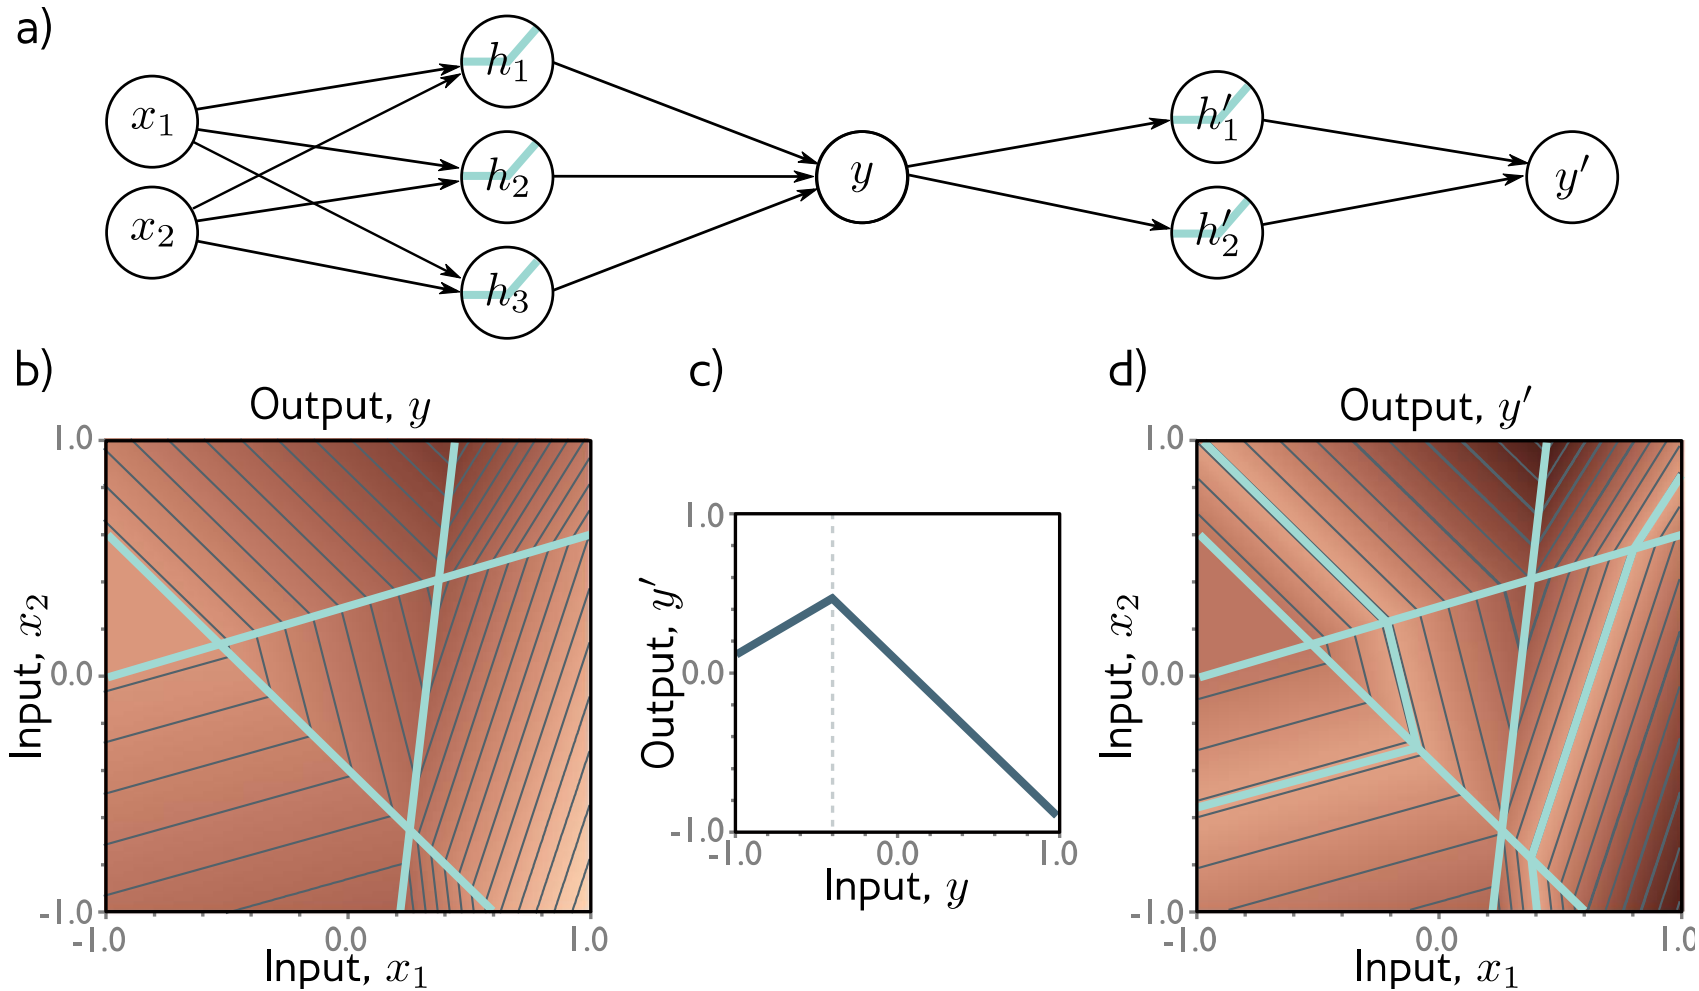 a)
x₁
x₂
h₁
h₂
h₃
y
h′₁
h′₂
y′
b)
Output, y
1.0
0.0
-1.0
Input, x₂
-1.0 0.0 1.0
Input, x₁
c)
1.0
0.0
-1.0
Output, y′
-1.0 0.0 1.0
Input, y
d)
Output, y′
1.0
0.0
-1.0
Input, x₂
-1.0 0.0 1.0
Input, x₁